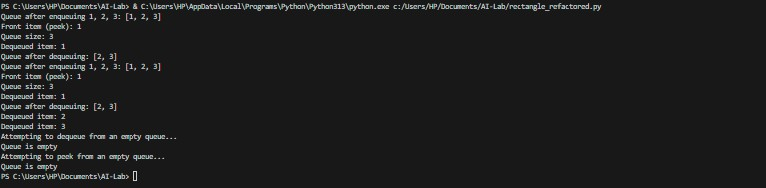 PS C:\Users\HP\Documents\AI-Lab> & C:\Users\HP\AppData\Local\Programs\Python\Python313\python.exe c:/Users/HP/Documents/AI-Lab/rectangle_refactored.py
Queue after enqueuing 1, 2, 3: [1, 2, 3]
Front item (peek): 1
Queue size: 3
Dequeued item: 1
Queue after dequeuing: [2, 3]
Queue after enqueuing 1, 2, 3: [1, 2, 3]
Front item (peek): 1
Queue size: 3
Dequeued item: 1
Queue after dequeuing: [2, 3]
Dequeued item: 2
Dequeued item: 3
Attempting to dequeue from an empty queue...
Queue is empty
Attempting to peek from an empty queue...
Queue is empty
PS C:\Users\HP\Documents\AI-Lab>